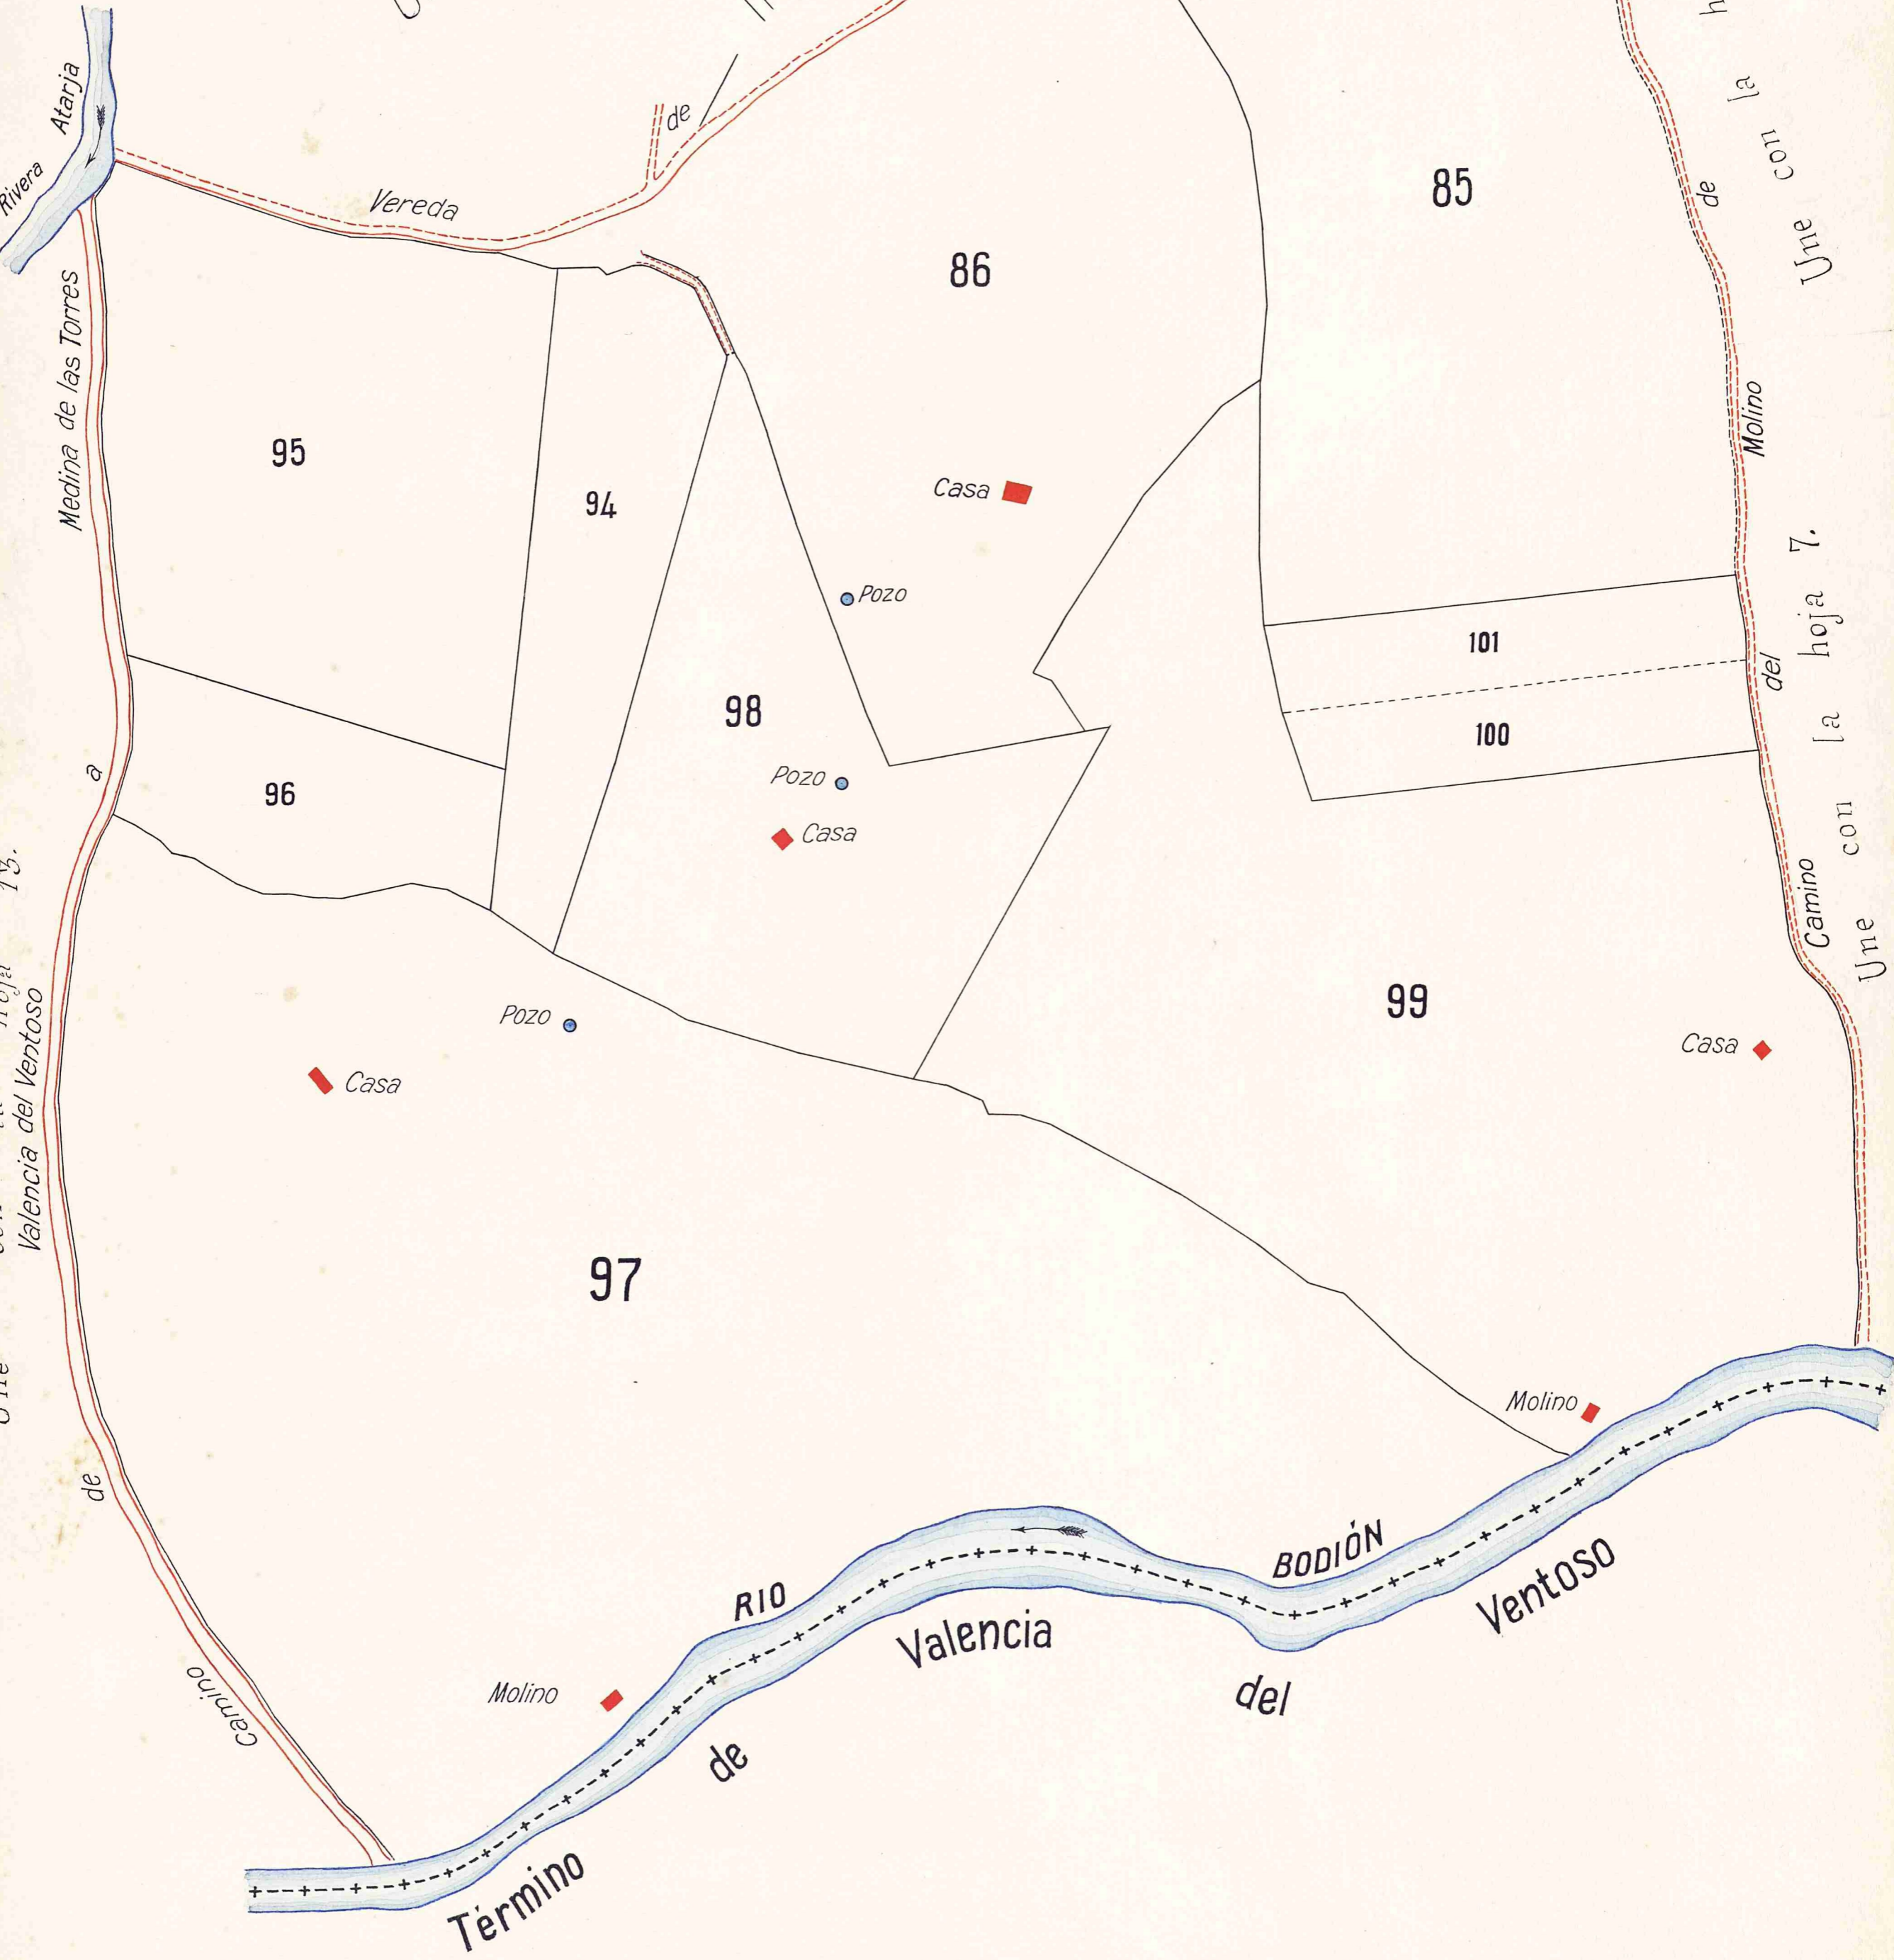 Rivera Atarja
Vereda
de
85
86
95
94
Casa
Pozo
98
101
100
96
Pozo
Casa
99
Pozo
Casa
Casa
97
Molino
Molino
Camino de Valencia del Ventoso a Medina de las Torres
Camino del Molino de
Une con la hoja 7.
Une con la h
hoja 13.
RIO BODIÓN
Término de Valencia del Ventoso